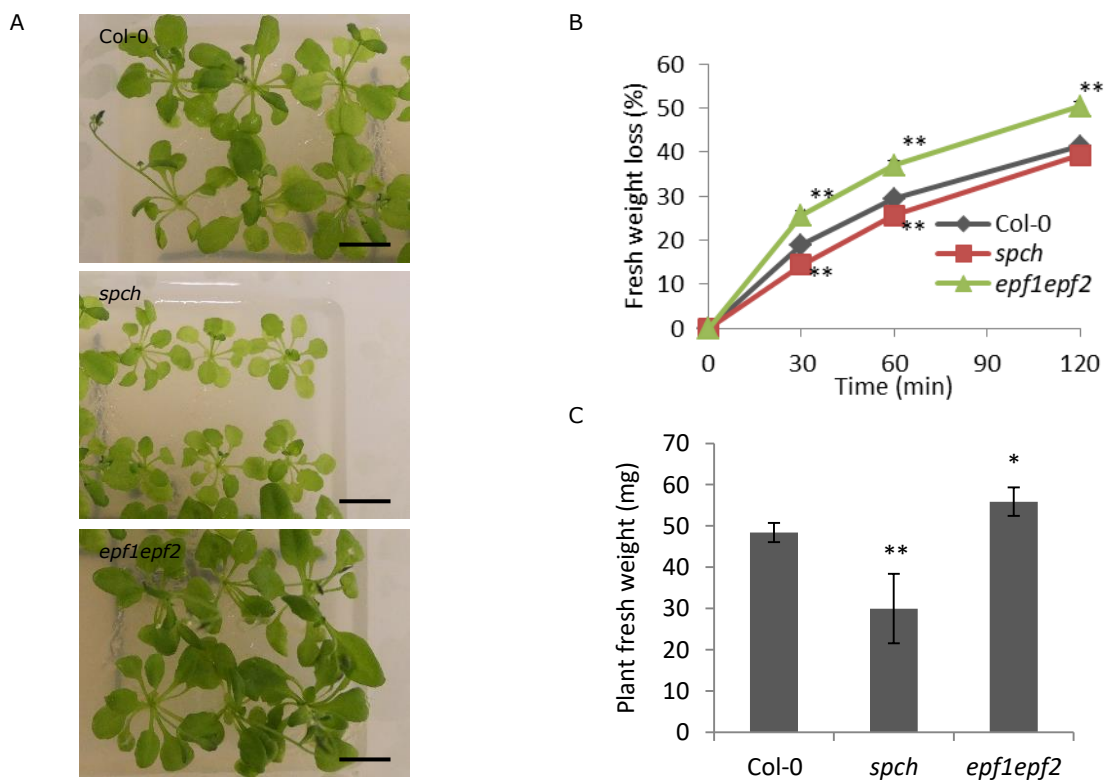 A
Col-0
spch
epf1epf2
B
Fresh weight loss (%)
60
50
40
30
20
10
0
**
**
**
**
**
Col-0
spch
epf1epf2
0 30 60 90 120
Time (min)
C
Plant fresh weight (mg)
70
60
50
40
30
20
10
0
**
*
Col-0 spch epf1epf2